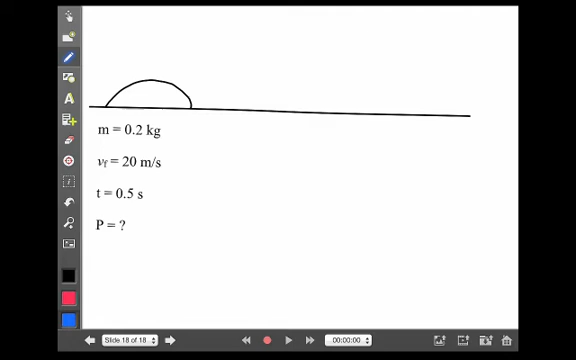 m = 0.2 kg
vf = 20 m/s
t = 0.5 s
P = ?
Slide 18 of 18
00:00:00